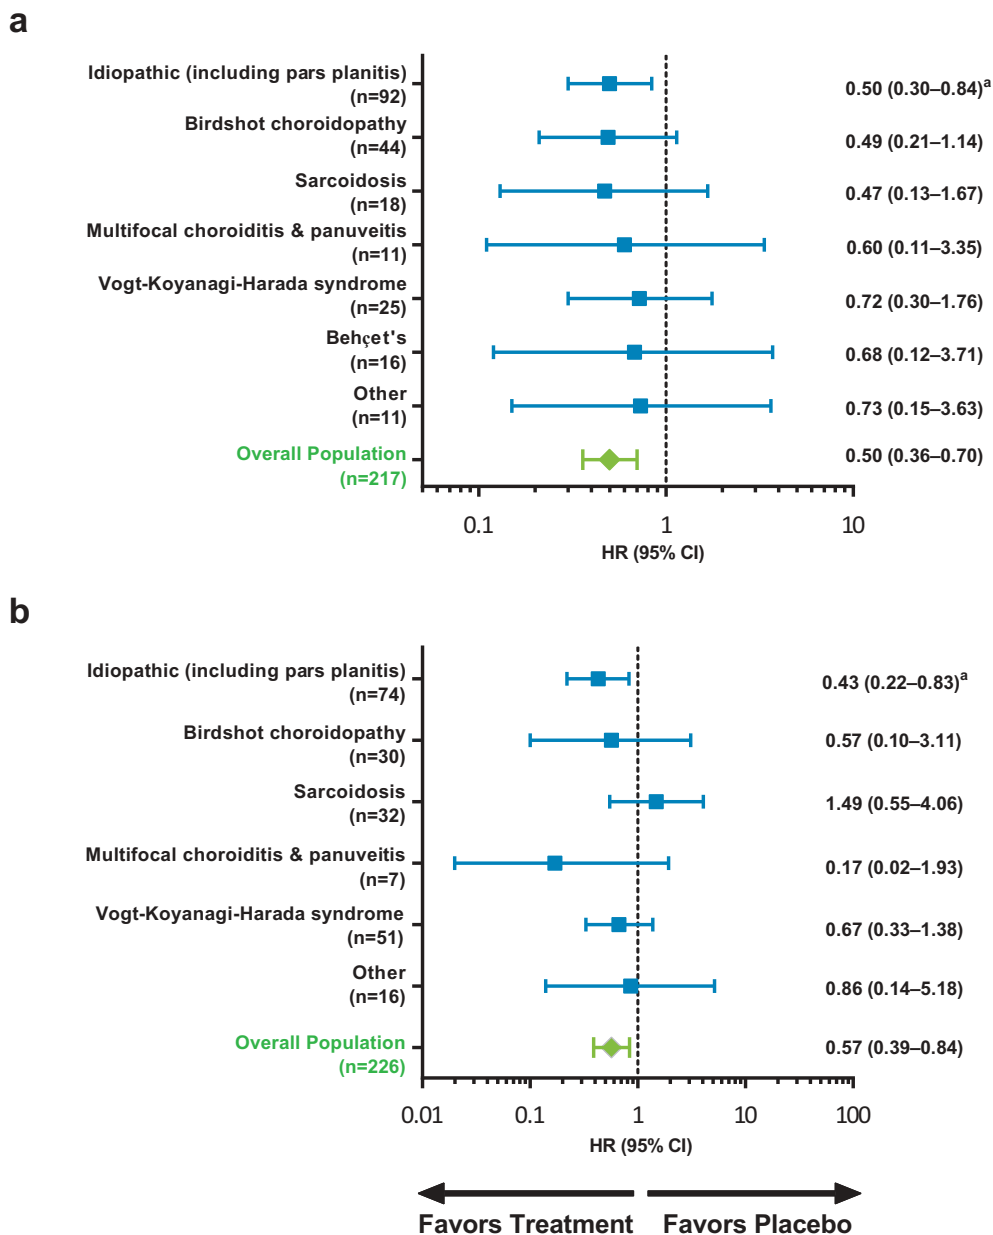 a
Idiopathic (including pars planitis)
(n=92)
0.50 (0.30–0.84)a
Birdshot choroidopathy
(n=44)
0.49 (0.21–1.14)
Sarcoidosis
(n=18)
0.47 (0.13–1.67)
Multifocal choroiditis & panuveitis
(n=11)
0.60 (0.11–3.35)
Vogt-Koyanagi-Harada syndrome
(n=25)
0.72 (0.30–1.76)
Behçet's
(n=16)
0.68 (0.12–3.71)
Other
(n=11)
0.73 (0.15–3.63)
Overall Population
(n=217)
0.50 (0.36–0.70)
0.1 1 10
HR (95% CI)
b
Idiopathic (including pars planitis)
(n=74)
0.43 (0.22–0.83)a
Birdshot choroidopathy
(n=30)
0.57 (0.10–3.11)
Sarcoidosis
(n=32)
1.49 (0.55–4.06)
Multifocal choroiditis & panuveitis
(n=7)
0.17 (0.02–1.93)
Vogt-Koyanagi-Harada syndrome
(n=51)
0.67 (0.33–1.38)
Other
(n=16)
0.86 (0.14–5.18)
Overall Population
(n=226)
0.57 (0.39–0.84)
0.01 0.1 1 10 100
HR (95% CI)
Favors Treatment Favors Placebo